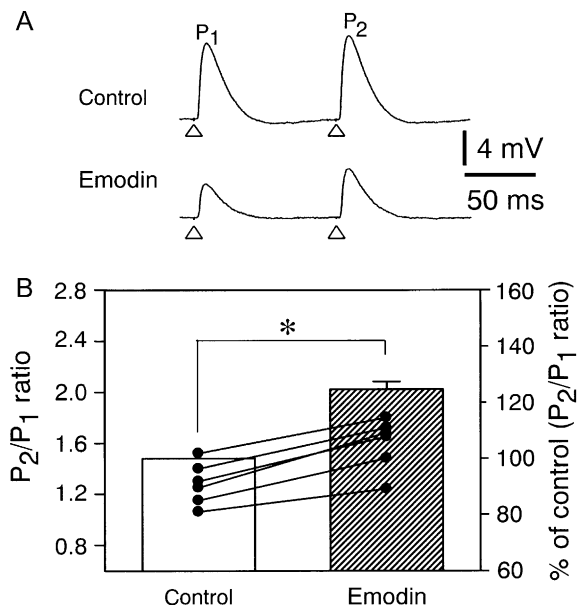 A
P1
P2
Control
Emodin
4 mV
50 ms
B
P2/P1 ratio
2.8
2.4
2.0
1.6
1.2
0.8
*
160
140
120
100
80
60
% of control (P2/P1 ratio)
Control
Emodin